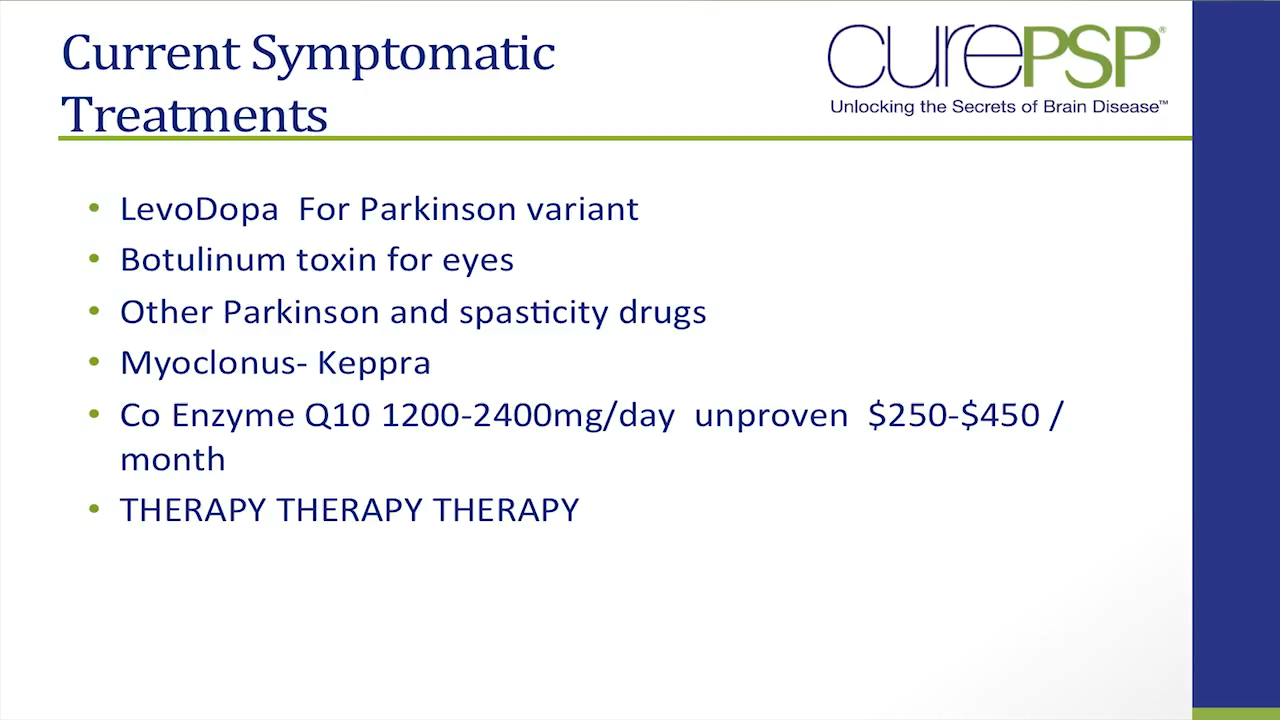 Current Symptomatic
Treatments
curePSP®
Unlocking the Secrets of Brain Disease™
• LevoDopa  For Parkinson variant
• Botulinum toxin for eyes
• Other Parkinson and spasticity drugs
• Myoclonus- Keppra
• Co Enzyme Q10 1200-2400mg/day  unproven  $250-$450 /
month
• THERAPY THERAPY THERAPY